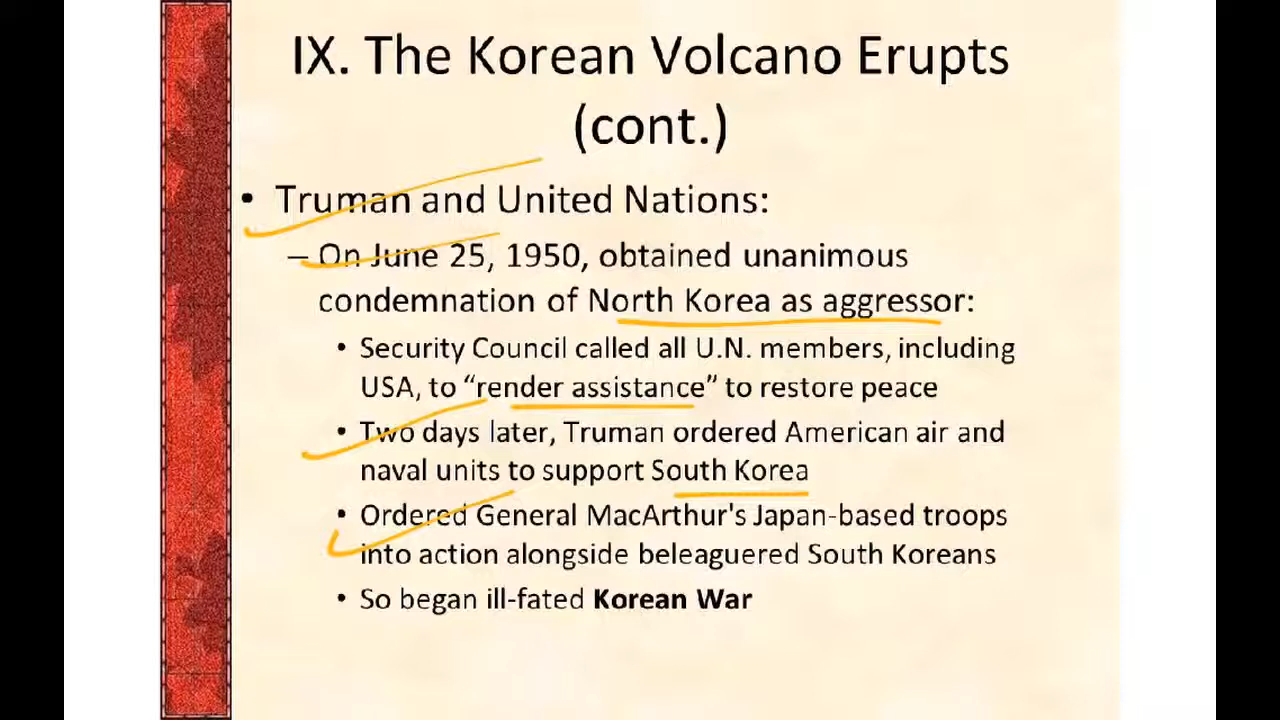 IX. The Korean Volcano Erupts
(cont.)
• Truman and United Nations:
– On June 25, 1950, obtained unanimous
condemnation of North Korea as aggressor:
• Security Council called all U.N. members, including
USA, to “render assistance” to restore peace
• Two days later, Truman ordered American air and
naval units to support South Korea
• Ordered General MacArthur's Japan-based troops
into action alongside beleaguered South Koreans
• So began ill-fated Korean War